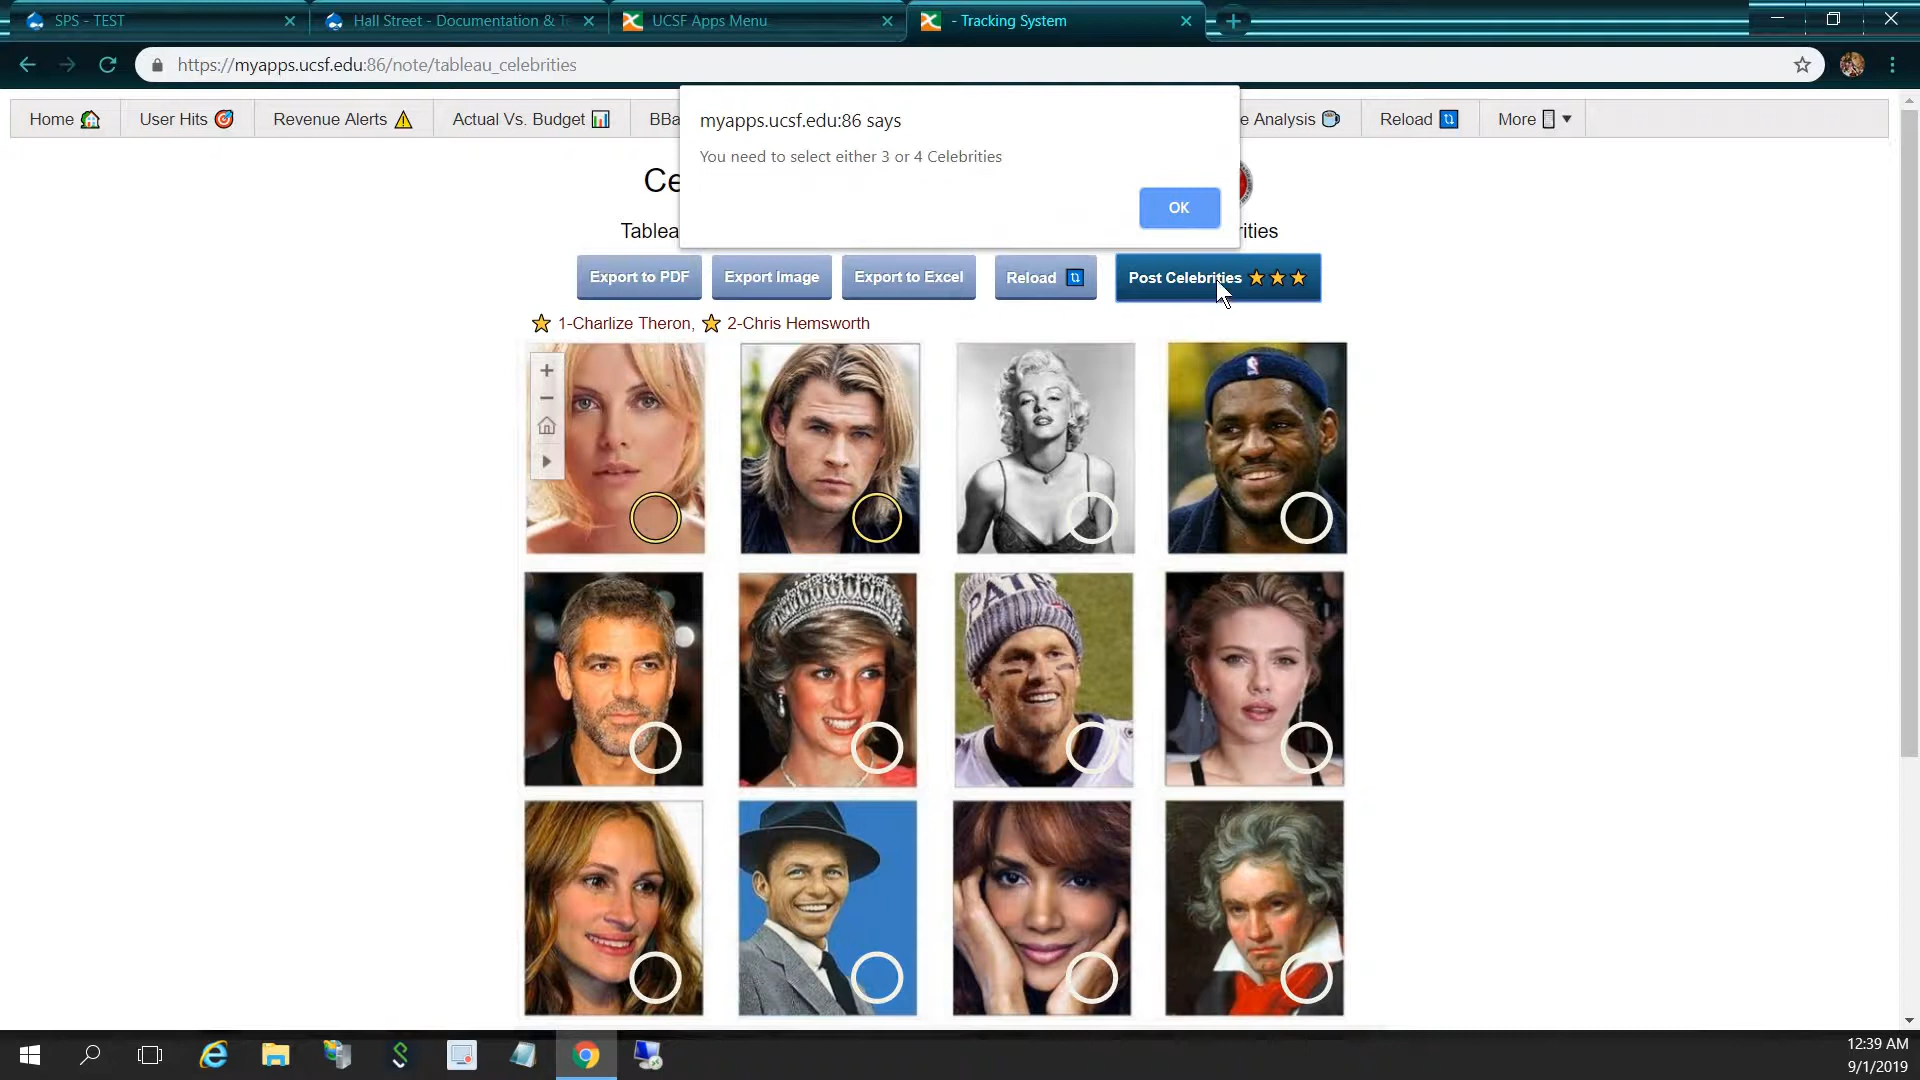 SPS - TEST
Hall Street - Documentation & Te
UCSF Apps Menu
- Tracking System
https://myapps.ucsf.edu:86/note/tableau_celebrities
Home
User Hits
Revenue Alerts
Actual Vs. Budget
BBa
e Analysis
Reload
More
myapps.ucsf.edu:86 says
You need to select either 3 or 4 Celebrities
OK
Ce
Tablea
rities
Export to PDF
Export Image
Export to Excel
Reload
Post Celebrities
1-Charlize Theron, 2-Chris Hemsworth
PATR
12:39 AM
9/1/2019